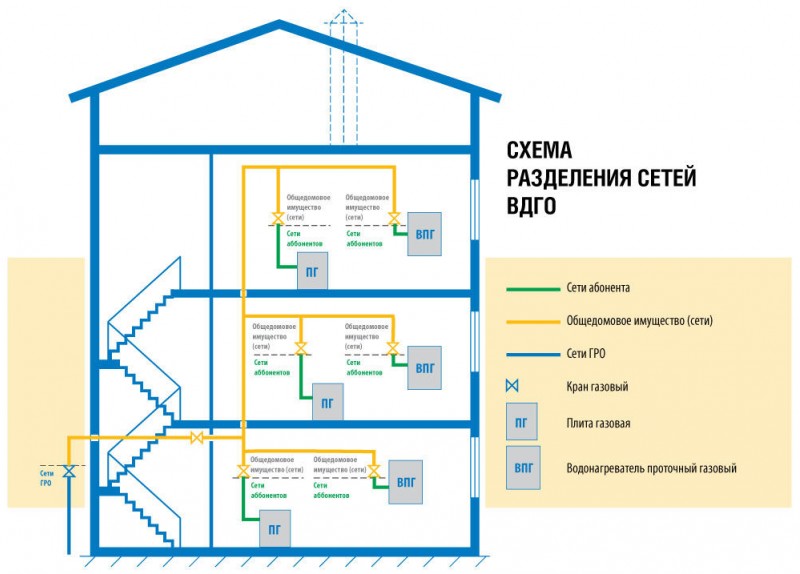 СХЕМА
РАЗДЕЛЕНИЯ СЕТЕЙ
ВДГО
Общедомовое
имущество
(сети)
Сети
абботентов
ПГ
Общедомовое
имущество
(сети)
Сети
аббонентов
ВПГ
Общедомовое
имущество
(сети)
Сети
аббонентов
ПГ
Общедомовое
имущество
(сети)
Сети
аббонентов
ВПГ
Общедомовое
имущество (сети)
Сети
аббонентов
ПГ
Общедомовое
имущество (сети)
Сети
аббонентов
ВПГ
Сети
ГРО
Сети абонента
Общедомовое имущество (сети)
Сети ГРО
Кран газовый
ПГ
Плита газовая
ВПГ
Водонагреватель проточный газовый